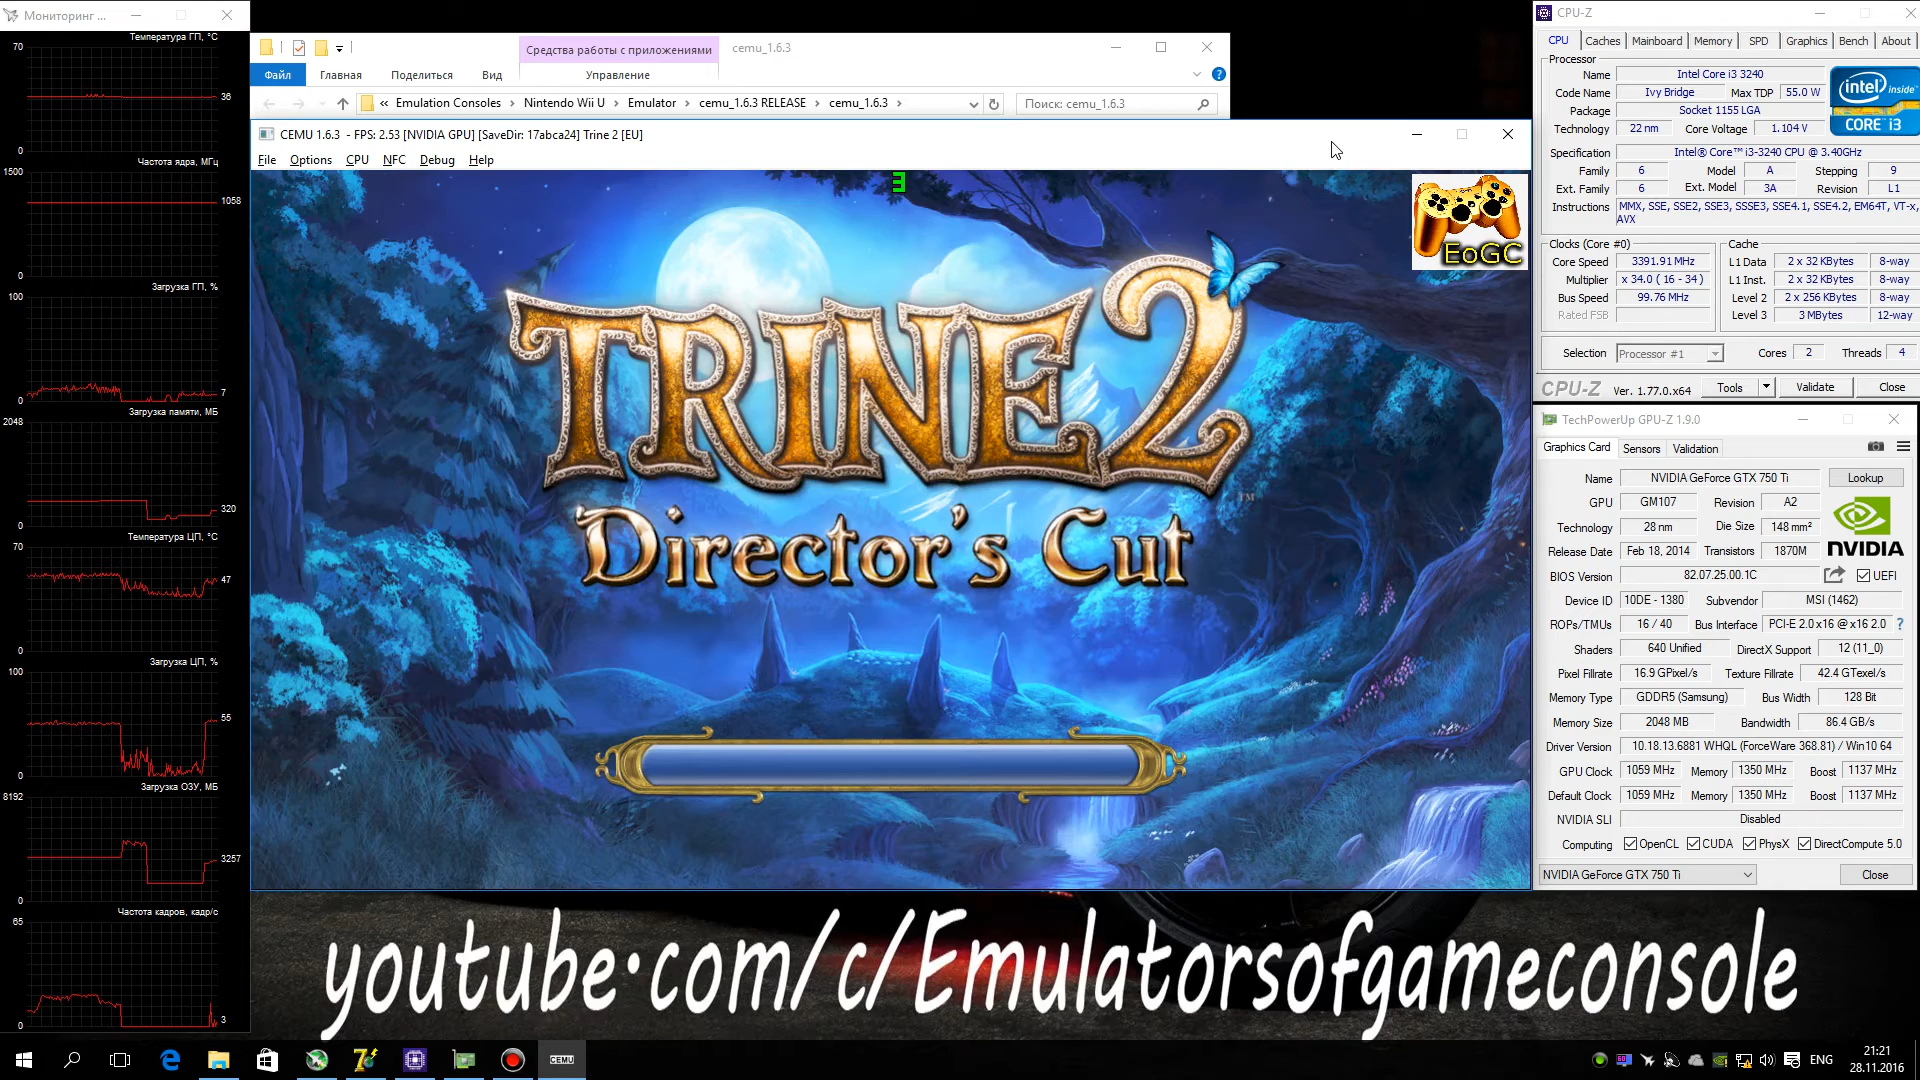 Мониторинг ...
Температура ГП, °C
70
36
0
Частота ядра, МГц
1500
1058
0
Загрузка ГП, %
100
7
0
Загрузка памяти, МБ
2048
320
0
Температура ЦП, °C
70
47
0
Загрузка ЦП, %
100
55
0
Загрузка ОЗУ, МБ
8192
3257
0
Частота кадров, кадр/с
65
3
0
Средства работы с приложениями
cemu_1.6.3
Файл
Главная
Поделиться
Вид
Управление
« Emulation Consoles › Nintendo Wii U › Emulator › cemu_1.6.3 RELEASE › cemu_1.6.3 ›
Поиск: cemu_1.6.3
CEMU 1.6.3 - FPS: 2.53 [NVIDIA GPU] [SaveDir: 17abca24] Trine 2 [EU]
File Options CPU NFC Debug Help
3
EoGC
TRINE 2
TM
Director's Cut
CPU-Z
CPU Caches Mainboard Memory SPD Graphics Bench About
Processor
Name Intel Core i3 3240
Code Name Ivy Bridge Max TDP 55.0 W
Package Socket 1155 LGA
Technology 22 nm Core Voltage 1.104 V
intel inside™
CORE i3
Specification Intel® Core™ i3-3240 CPU @ 3.40GHz
Family 6 Model A Stepping 9
Ext. Family 6 Ext. Model 3A Revision L1
Instructions MMX, SSE, SSE2, SSE3, SSSE3, SSE4.1, SSE4.2, EM64T, VT-x,
AVX
Clocks (Core #0)
Core Speed 3391.91 MHz
Multiplier x 34.0 ( 16 - 34 )
Bus Speed 99.76 MHz
Rated FSB
Cache
L1 Data 2 x 32 KBytes 8-way
L1 Inst. 2 x 32 KBytes 8-way
Level 2 2 x 256 KBytes 8-way
Level 3 3 MBytes 12-way
Selection Processor #1 Cores 2 Threads 4
CPU-Z Ver. 1.77.0.x64 Tools Validate Close
TechPowerUp GPU-Z 1.9.0
Graphics Card Sensors Validation
Name NVIDIA GeForce GTX 750 Ti Lookup
GPU GM107 Revision A2
Technology 28 nm Die Size 148 mm²
Release Date Feb 18, 2014 Transistors 1870M
NVIDIA
BIOS Version 82.07.25.00.1C UEFI
Device ID 10DE - 1380 Subvendor MSI (1462)
ROPs/TMUs 16 / 40 Bus Interface PCI-E 2.0 x16 @ x16 2.0 ?
Shaders 640 Unified DirectX Support 12 (11_0)
Pixel Fillrate 16.9 GPixel/s Texture Fillrate 42.4 GTexel/s
Memory Type GDDR5 (Samsung) Bus Width 128 Bit
Memory Size 2048 MB Bandwidth 86.4 GB/s
Driver Version 10.18.13.6881 WHQL (ForceWare 368.81) / Win10 64
GPU Clock 1059 MHz Memory 1350 MHz Boost 1137 MHz
Default Clock 1059 MHz Memory 1350 MHz Boost 1137 MHz
NVIDIA SLI Disabled
Computing OpenCL CUDA PhysX DirectCompute 5.0
NVIDIA GeForce GTX 750 Ti Close
youtube.com/c/Emulatorsofgameconsole
CEMU
60
ENG
21:21
28.11.2016